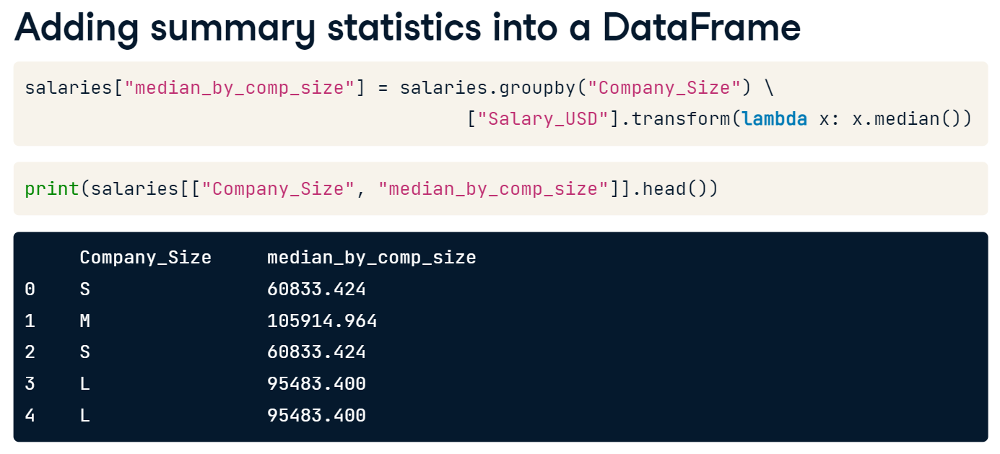 Adding summary statistics into a DataFrame
salaries["median_by_comp_size"] = salaries.groupby("Company_Size") \
["Salary_USD"].transform(lambda x: x.median())
print(salaries[["Company_Size", "median_by_comp_size"]].head())
Company_Size median_by_comp_size
0 S 60833.424
1 M 105914.964
2 S 60833.424
3 L 95483.400
4 L 95483.400